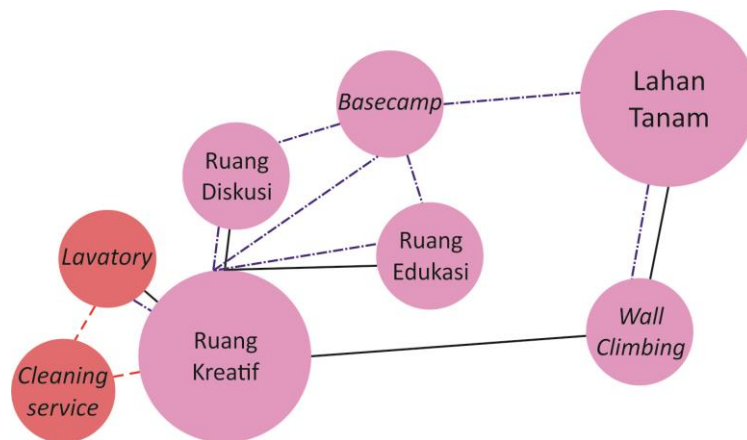 Lahan
Tanam
Basecamp
Ruang
Diskusi
Ruang
Edukasi
Lavatory
Wall
Climbing
Ruang
Kreatif
Cleaning
service